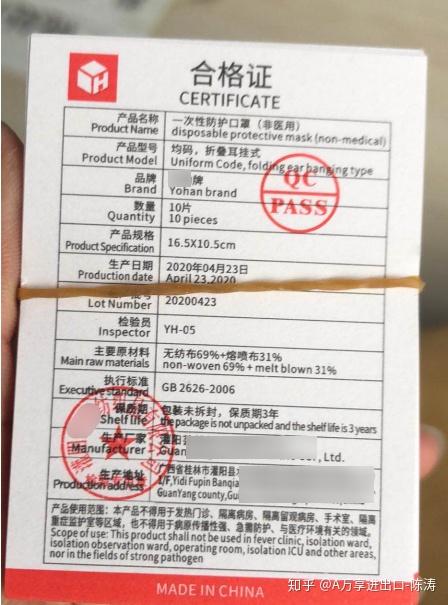 合格证
CERTIFICATE
产品名称
Product Name
一次性防护口罩（非医用）
disposable protective mask (non-medical)
产品型号
Product Model
均码，折叠耳挂式
Uniform Code, folding ear hanging type
品牌
Brand
牌
Yohan brand
QC
PASS
数量
Quantity
10片
10 pieces
产品规格
Product Specification
16.5X10.5cm
生产日期
Production date
2020年04月23日
April 23,2020
批号
Lot Number
20200423
检验员
Inspector
YH-05
主要原材料
Main raw materials
无纺布69%+熔喷布31%
non-woven 69% + melt blown 31%
执行标准
Executive standard
GB 2626-2006
保质期
Shelf life
包装未拆封，保质期3年
the package is not unpacked and the shelf life is 3 years
生产厂家
Manufacturer
灌阳
Guan
Ltd.
生产地址
Production address
广西省桂林市灌阳县
1/F,Yidi Fupin
GuanYang county,
产品使用范围：本产品不得用于发热门诊、隔离病房、隔离留观病房、手术室、隔离
重症监护室等区域，也不得用于病原传播性强、急需防护、与医疗环境有关的领域。
Scope of use: This product shall not be used in fever clinic, isolation ward,
isolation observation ward, operating room, isolation ICU and other areas,
nor in the fields of strong pathogen
MADE IN CHINA
知乎 @A万享进出口-陈涛